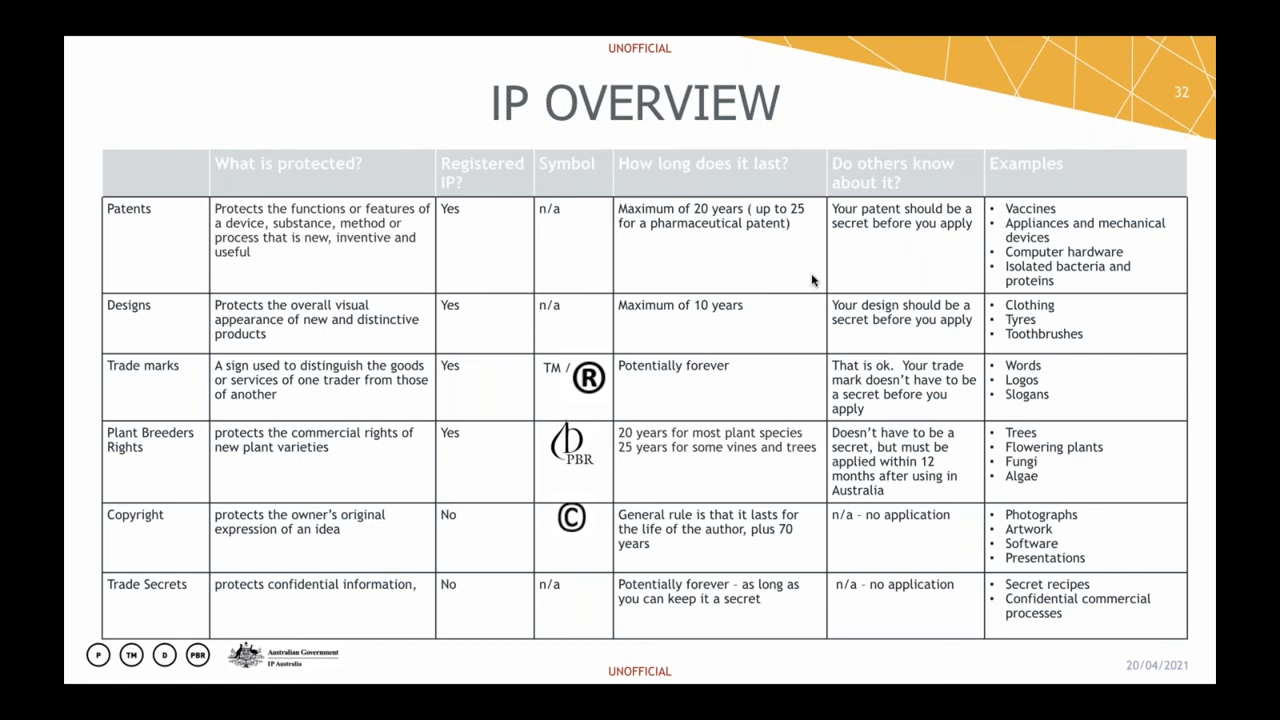 UNOFFICIAL
32
IP OVERVIEW
What is protected?
Registered
IP?
Symbol
How long does it last?
Do others know
about it?
Examples
Patents
Protects the functions or features of
a device, substance, method or
process that is new, inventive and
useful
Yes
n/a
Maximum of 20 years ( up to 25
for a pharmaceutical patent)
Your patent should be a
secret before you apply
• Vaccines
• Appliances and mechanical
devices
• Computer hardware
• Isolated bacteria and
proteins
Designs
Protects the overall visual
appearance of new and distinctive
products
Yes
n/a
Maximum of 10 years
Your design should be a
secret before you apply
• Clothing
• Tyres
• Toothbrushes
Trade marks
A sign used to distinguish the goods
or services of one trader from those
of another
Yes
TM / ®
Potentially forever
That is ok. Your trade
mark doesn’t have to be
a secret before you
apply
• Words
• Logos
• Slogans
Plant Breeders
Rights
protects the commercial rights of
new plant varieties
Yes
PBR
20 years for most plant species
25 years for some vines and trees
Doesn’t have to be a
secret, but must be
applied within 12
months after using in
Australia
• Trees
• Flowering plants
• Fungi
• Algae
Copyright
protects the owner’s original
expression of an idea
No
©
General rule is that it lasts for
the life of the author, plus 70
years
n/a – no application
• Photographs
• Artwork
• Software
• Presentations
Trade Secrets
protects confidential information,
No
n/a
Potentially forever – as long as
you can keep it a secret
n/a – no application
• Secret recipes
• Confidential commercial
processes
P
TM
D
PBR
Australian Government
IP Australia
UNOFFICIAL
20/04/2021